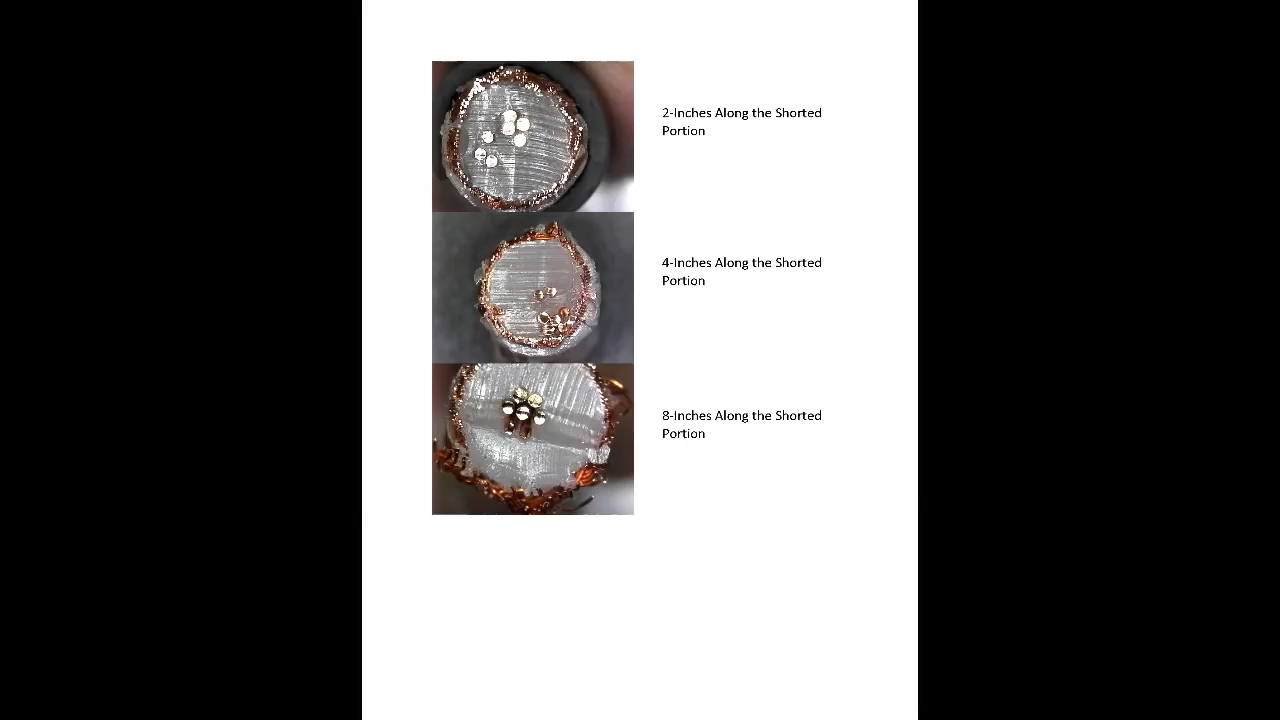 2-Inches Along the Shorted
Portion
4-Inches Along the Shorted
Portion
8-Inches Along the Shorted
Portion